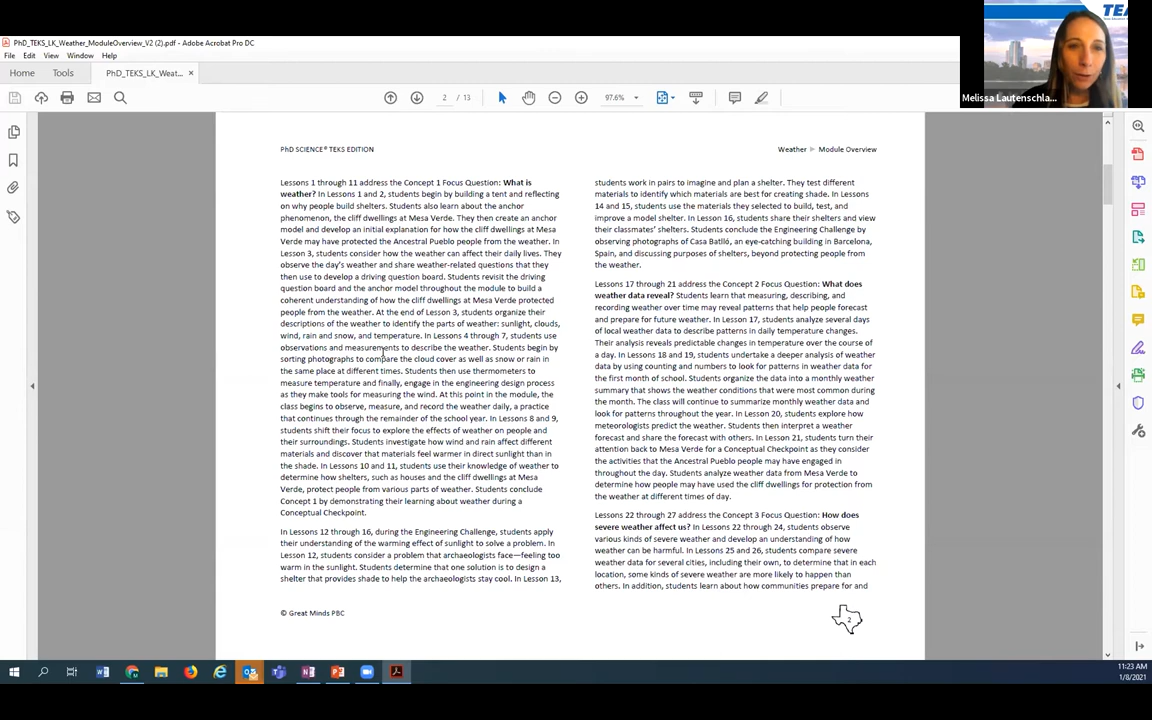 PhD_TEKS_LK_Weather_ModuleOverview_V2 (2).pdf - Adobe Acrobat Pro DC
File Edit View Window Help
Home Tools PhD_TEKS_LK_Weat... ×
2 / 13 97.6%
TEA
Melissa Lautenschla...
PhD SCIENCE® TEKS EDITION
Weather ▶ Module Overview
Lessons 1 through 11 address the Concept 1 Focus Question: What is
weather? In Lessons 1 and 2, students begin by building a tent and reflecting
on why people build shelters. Students also learn about the anchor
phenomenon, the cliff dwellings at Mesa Verde. They then create an anchor
model and develop an initial explanation for how the cliff dwellings at Mesa
Verde may have protected the Ancestral Pueblo people from the weather. In
Lesson 3, students consider how the weather can affect their daily lives. They
observe the day's weather and share weather-related questions that they
then use to develop a driving question board. Students revisit the driving
question board and the anchor model throughout the module to build a
coherent understanding of how the cliff dwellings at Mesa Verde protected
people from the weather. At the end of Lesson 3, students organize their
descriptions of the weather to identify the parts of weather: sunlight, clouds,
wind, rain and snow, and temperature. In Lessons 4 through 7, students use
observations and measurements to describe the weather. Students begin by
sorting photographs to compare the cloud cover as well as snow or rain in
the same place at different times. Students then use thermometers to
measure temperature and finally, engage in the engineering design process
as they make tools for measuring the wind. At this point in the module, the
class begins to observe, measure, and record the weather daily, a practice
that continues through the remainder of the school year. In Lessons 8 and 9,
students shift their focus to explore the effects of weather on people and
their surroundings. Students investigate how wind and rain affect different
materials and discover that materials feel warmer in direct sunlight than in
the shade. In Lessons 10 and 11, students use their knowledge of weather to
determine how shelters, such as houses and the cliff dwellings at Mesa
Verde, protect people from various parts of weather. Students conclude
Concept 1 by demonstrating their learning about weather during a
Conceptual Checkpoint.
In Lessons 12 through 16, during the Engineering Challenge, students apply
their understanding of the warming effect of sunlight to solve a problem. In
Lesson 12, students consider a problem that archaeologists face—feeling too
warm in the sunlight. Students determine that one solution is to design a
shelter that provides shade to help the archaeologists stay cool. In Lesson 13,
students work in pairs to imagine and plan a shelter. They test different
materials to identify which materials are best for creating shade. In Lessons
14 and 15, students use the materials they selected to build, test, and
improve a model shelter. In Lesson 16, students share their shelters and view
their classmates' shelters. Students conclude the Engineering Challenge by
observing photographs of Casa Batlló, an eye-catching building in Barcelona,
Spain, and discussing purposes of shelters, beyond protecting people from
the weather.
Lessons 17 through 21 address the Concept 2 Focus Question: What does
weather data reveal? Students learn that measuring, describing, and
recording weather over time may reveal patterns that help people forecast
and prepare for future weather. In Lesson 17, students analyze several days
of local weather data to describe patterns in daily temperature changes.
Their analysis reveals predictable changes in temperature over the course of
a day. In Lessons 18 and 19, students undertake a deeper analysis of weather
data by using counting and numbers to look for patterns in weather data for
the first month of school. Students organize the data into a monthly weather
summary that shows the weather conditions that were most common during
the month. The class will continue to summarize monthly weather data and
look for patterns throughout the year. In Lesson 20, students explore how
meteorologists predict the weather. Students then interpret a weather
forecast and share the forecast with others. In Lesson 21, students turn their
attention back to Mesa Verde for a Conceptual Checkpoint as they consider
the activities that the Ancestral Pueblo people may have engaged in
throughout the day. Students analyze weather data from Mesa Verde to
determine how people may have used the cliff dwellings for protection from
the weather at different times of day.
Lessons 22 through 27 address the Concept 3 Focus Question: How does
severe weather affect us? In Lessons 22 through 24, students observe
various kinds of severe weather and develop an understanding of how
weather can be harmful. In Lessons 25 and 26, students compare severe
weather data for several cities, including their own, to determine that in each
location, some kinds of severe weather are more likely to happen than
others. In addition, students learn about how communities prepare for and
© Great Minds PBC
2
11:23 AM
1/8/2021